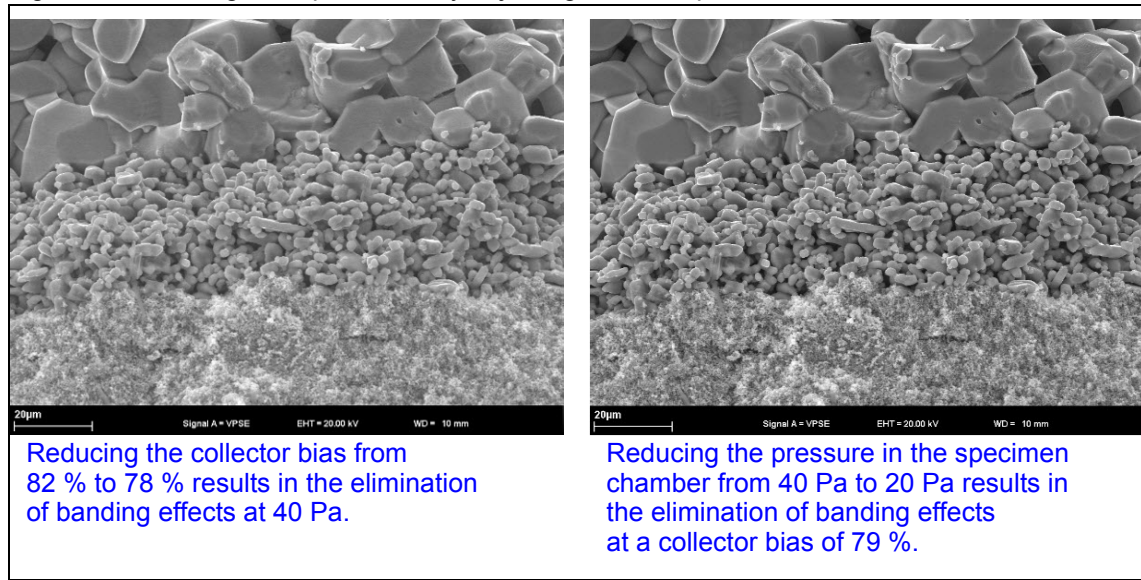 20µm
Signal A = VPSE EHT = 20.00 kV WD = 10 mm
20µm
Signal A = VPSE EHT = 20.00 kV WD = 10 mm
Reducing the collector bias from
82 % to 78 % results in the elimination
of banding effects at 40 Pa.
Reducing the pressure in the specimen
chamber from 40 Pa to 20 Pa results in
the elimination of banding effects
at a collector bias of 79 %.